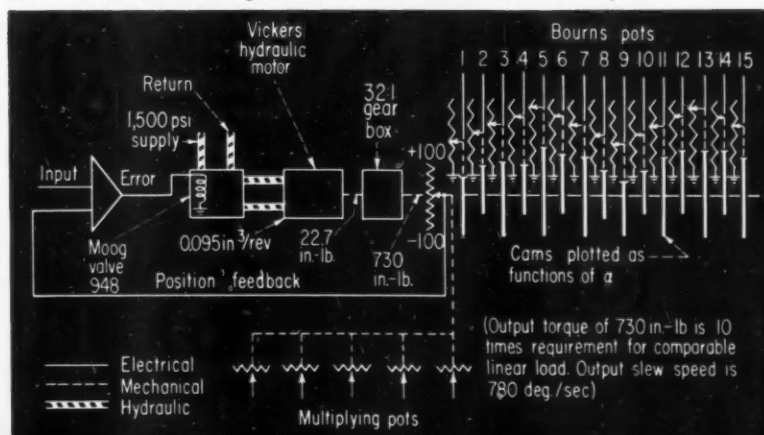 Vickers
hydraulic
motor
Return
1,500 psi
supply
32:1
gear
box
Bourns pots
1 2 3 4 5 6 7 8 9 10 11 12 13 14 15
+100
Input
Error
-100
Moog
valve
948
0.095 in³/rev
22.7
in.-lb.
730
in.-lb.
Position feedback
Cams plotted as
functions of α
(Output torque of 730 in.-lb is 10
times requirement for comparable
linear load. Output slew speed is
780 deg./sec)
Electrical
Mechanical
Hydraulic
Multiplying pots